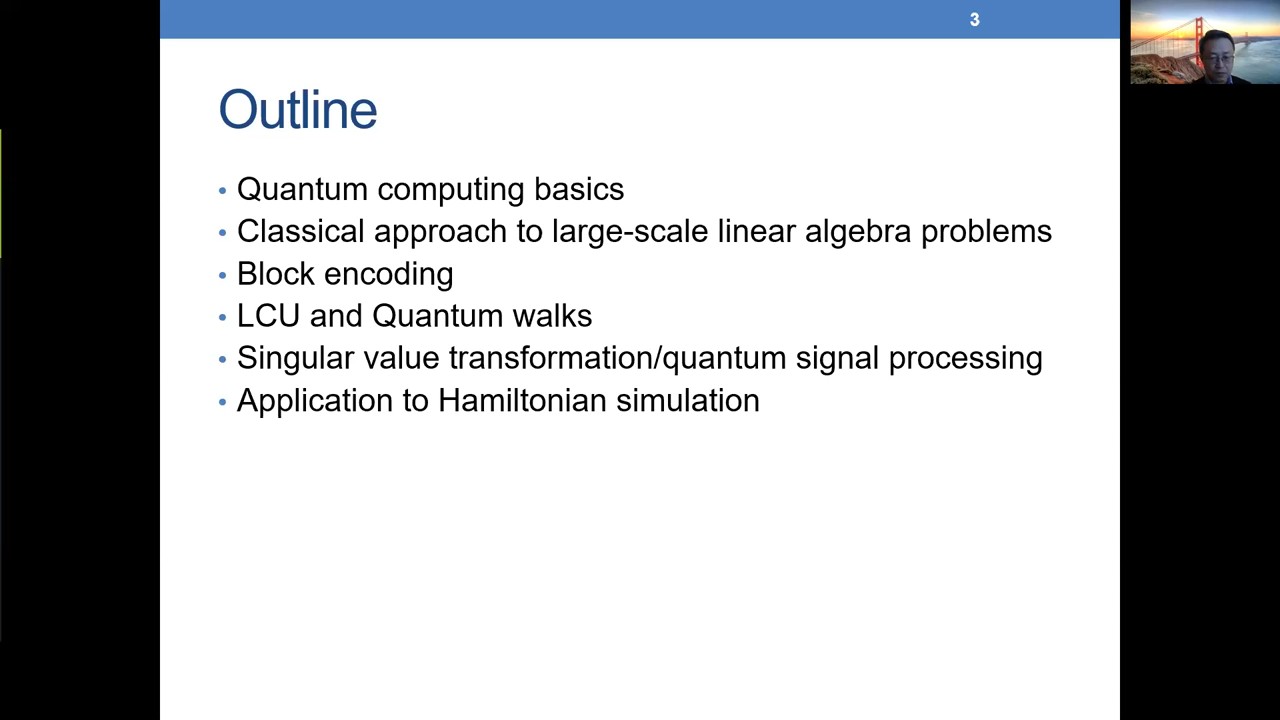 3
Outline
• Quantum computing basics
• Classical approach to large-scale linear algebra problems
• Block encoding
• LCU and Quantum walks
• Singular value transformation/quantum signal processing
• Application to Hamiltonian simulation